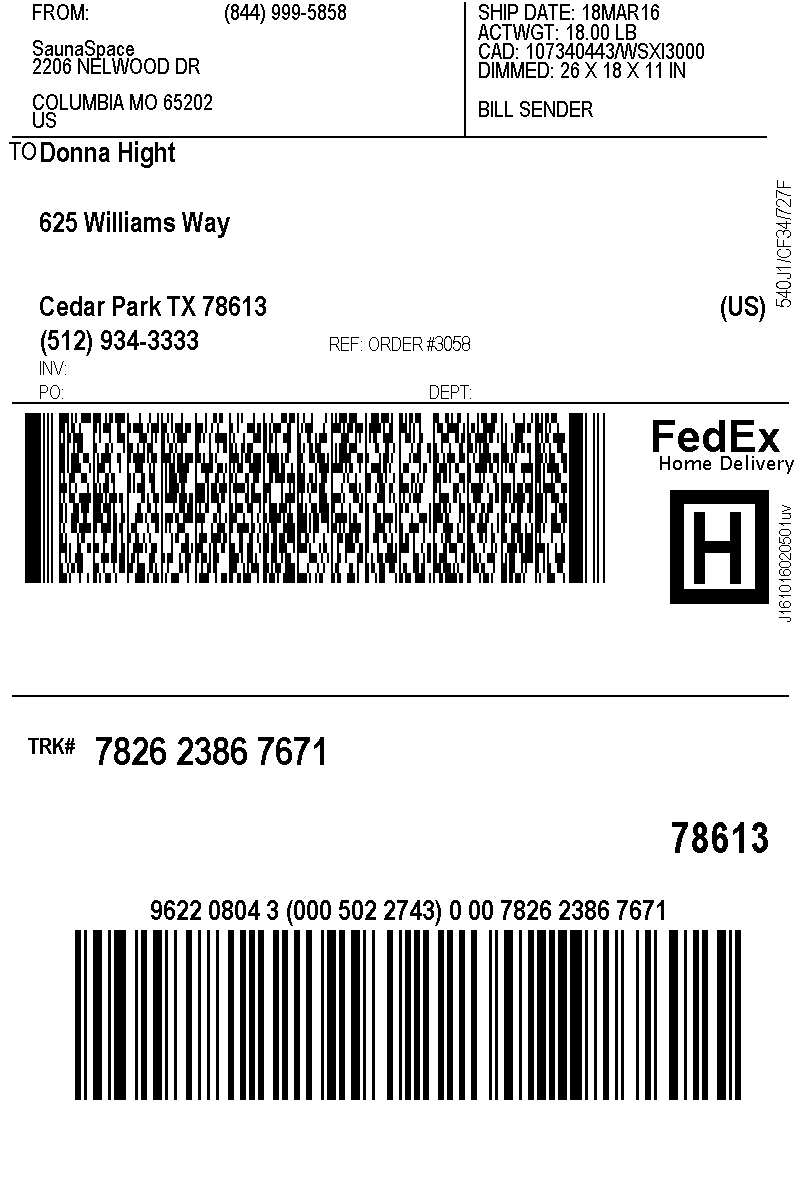 FROM: (844) 999-5858
SaunaSpace
2206 NELWOOD DR
COLUMBIA MO 65202
US
SHIP DATE: 18MAR16
ACTWGT: 18.00 LB
CAD: 107340443/WSXI3000
DIMMED: 26 X 18 X 11 IN
BILL SENDER
TO Donna Hight
625 Williams Way
Cedar Park TX 78613 (US)
(512) 934-3333 REF: ORDER #3058
INV:
PO: DEPT:
540J1/CF34/727F
FedEx
Home Delivery
H
J161016020501uv
TRK# 7826 2386 7671
78613
9622 0804 3 (000 502 2743) 0 00 7826 2386 7671